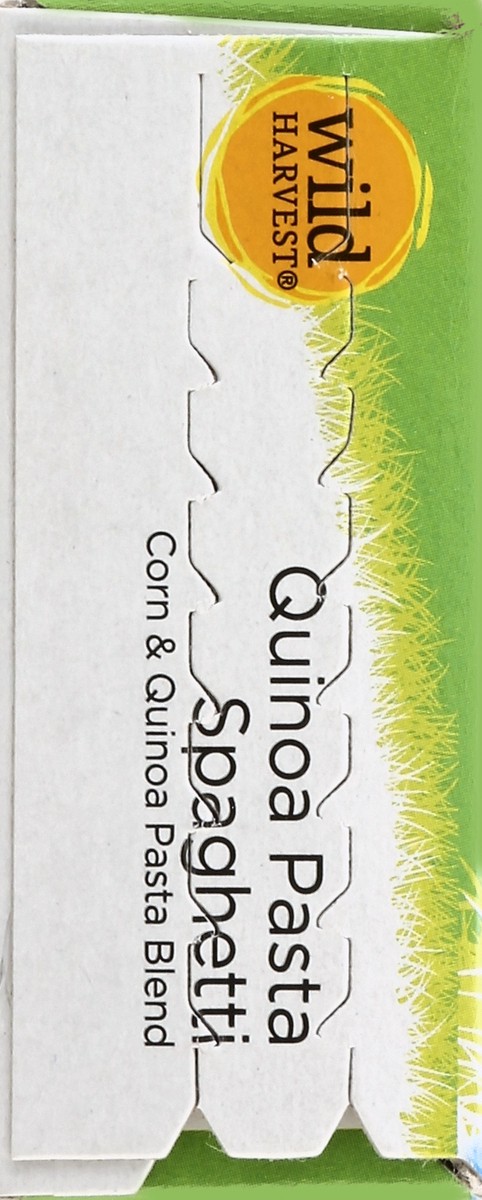 wild
HARVEST®
Quinoa Pasta
Spaghetti
Corn & Quinoa Pasta Blend